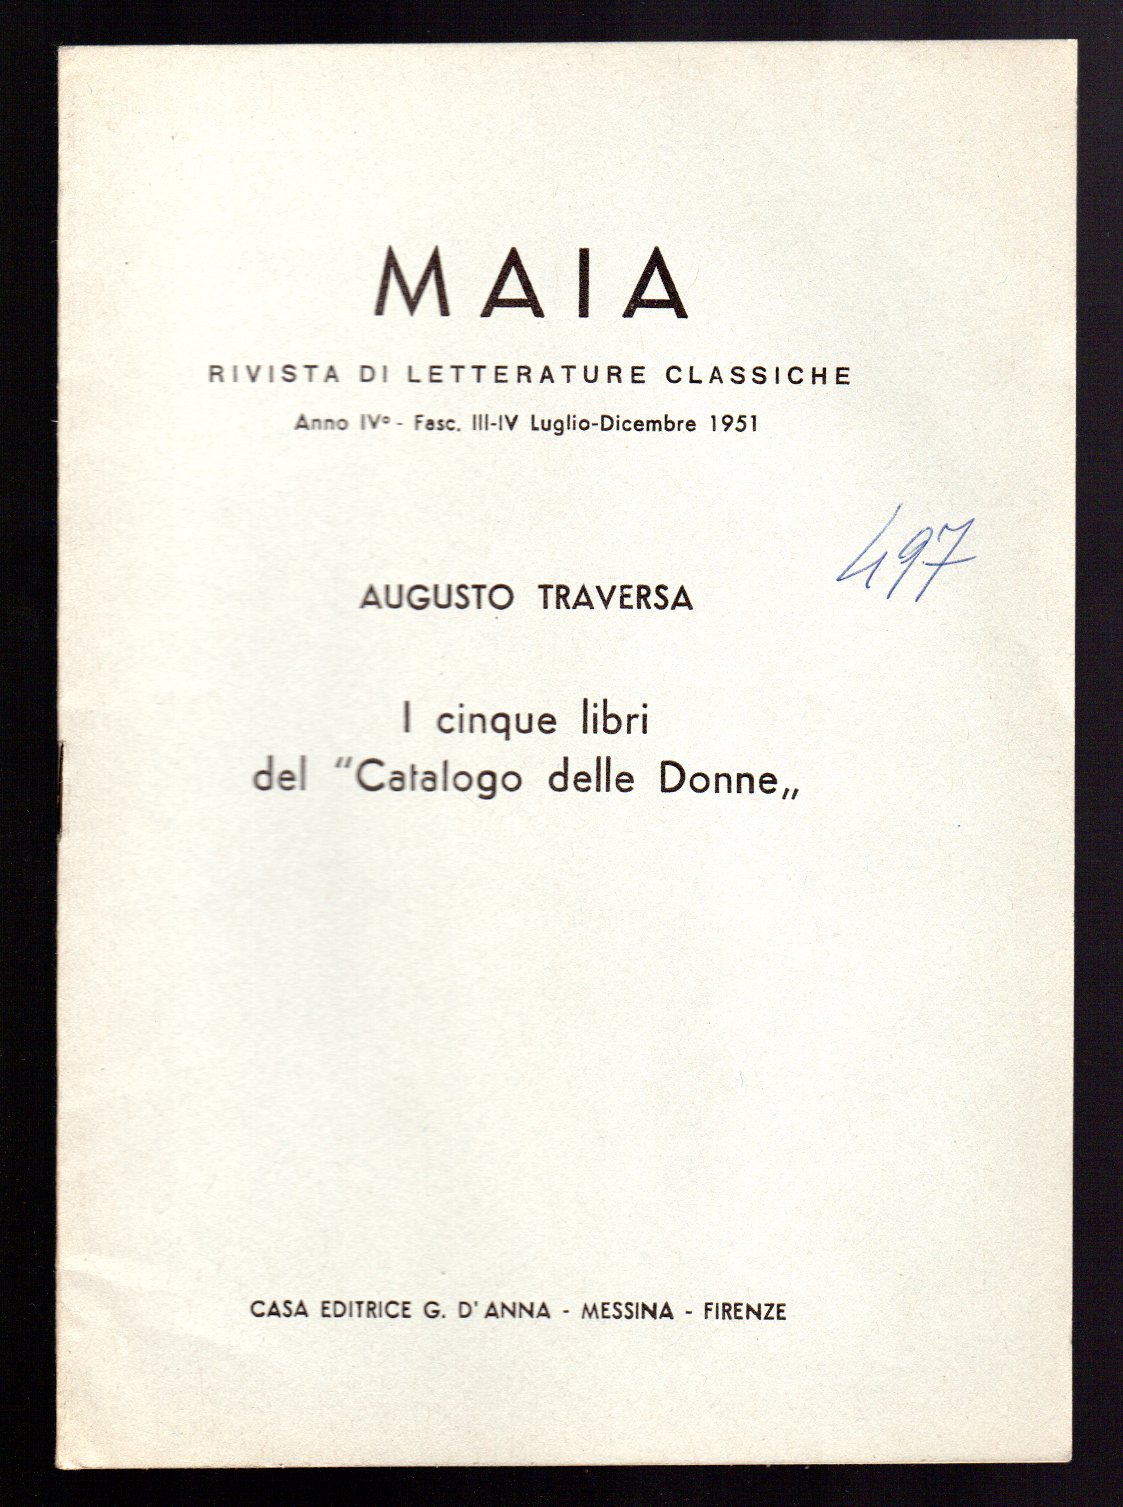 MAIA
RIVISTA DI LETTERATURE CLASSICHE
Anno IVº - Fasc. III-IV Luglio-Dicembre 1951
497
AUGUSTO TRAVERSA
I cinque libri
del “Catalogo delle Donne„
CASA EDITRICE G. D'ANNA - MESSINA - FIRENZE